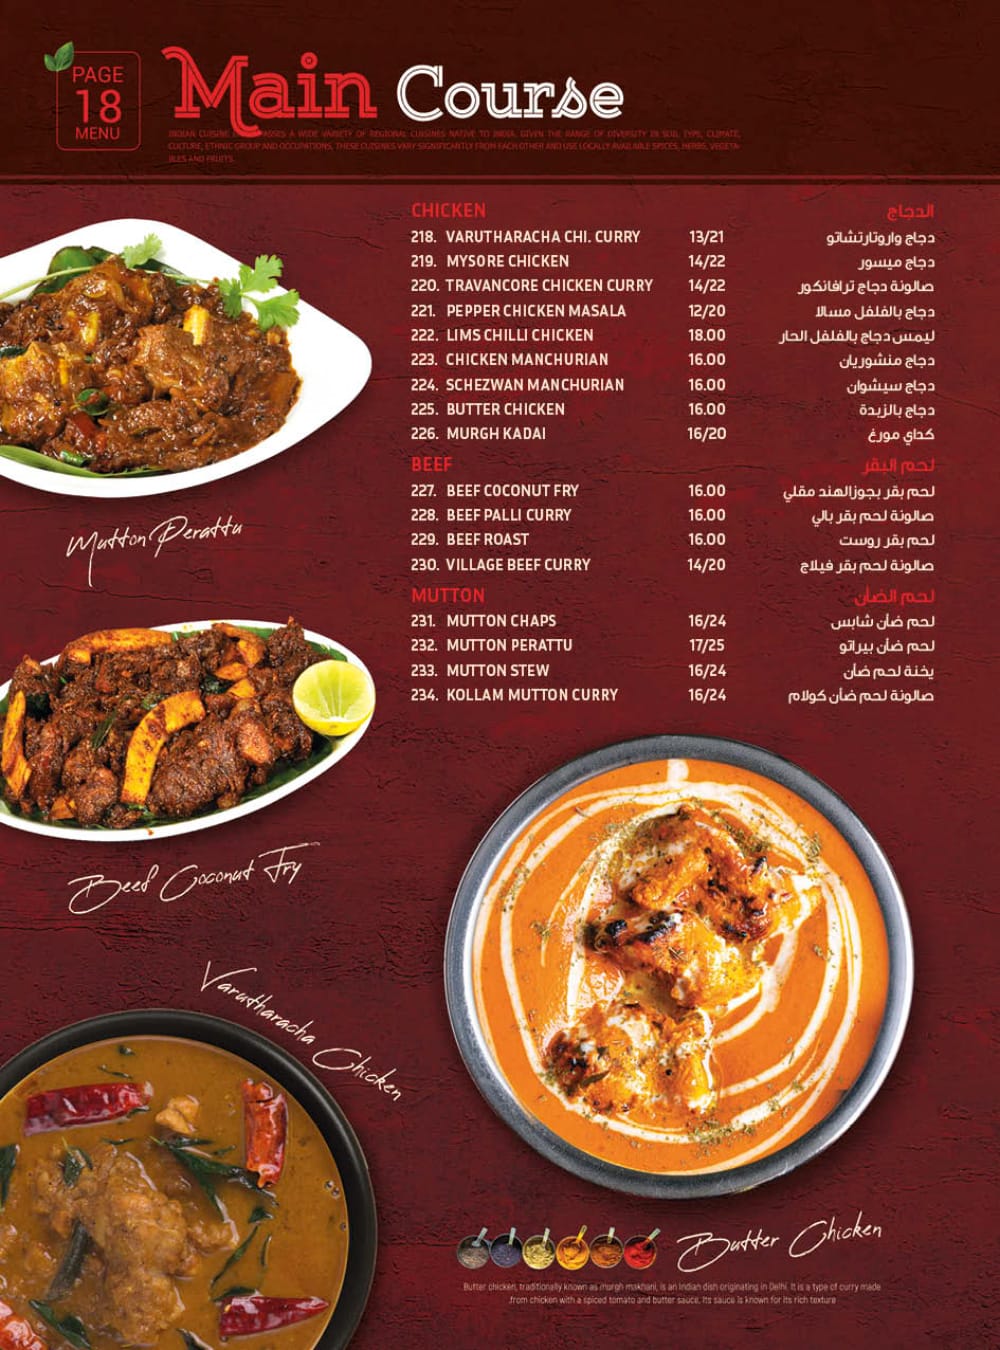 PAGE
18
MENU
Main Course
INDIAN CUISINE ASSES A WIDE VARIETY OF REGIONAL CUISINES NATIVE TO INDIA. GIVEN THE RANGE OF DIVERSITY IN SOIL TYPE, CLIMATE,
CULTURE, ETHNIC GROUP AND OCCUPATIONS, THESE CUISINES VARY SIGNIFICANTLY FROM EACH OTHER AND USE LOCALLY AVAILABLE SPICES, HERBS, VEGETA-
BLES AND FRUITS.
CHICKEN الدجاج
218. VARUTHARACHA CHI. CURRY 13/21 دجاج واروتارتشاتو
219. MYSORE CHICKEN 14/22 دجاج ميسور
220. TRAVANCORE CHICKEN CURRY 14/22 صالونة دجاج ترافانكور
221. PEPPER CHICKEN MASALA 12/20 دجاج بالفلفل مسالا
222. LIMS CHILLI CHICKEN 18.00 ليمس دجاج بالفلفل الحار
223. CHICKEN MANCHURIAN 16.00 دجاج منشوريان
224. SCHEZWAN MANCHURIAN 16.00 دجاج سيشوان
225. BUTTER CHICKEN 16.00 دجاج بالزبدة
226. MURGH KADAI 16/20 كداي مورغ
BEEF لحم البقر
227. BEEF COCONUT FRY 16.00 لحم بقر بجوزالهند مقلي
228. BEEF PALLI CURRY 16.00 صالونة لحم بقر بالي
229. BEEF ROAST 16.00 لحم بقر روست
230. VILLAGE BEEF CURRY 14/20 صالونة لحم بقر فيلاج
MUTTON لحم الضأن
231. MUTTON CHAPS 16/24 لحم ضأن شابس
232. MUTTON PERATTU 17/25 لحم ضأن بيراتو
233. MUTTON STEW 16/24 يخنة لحم ضأن
234. KOLLAM MUTTON CURRY 16/24 صالونة لحم ضأن كولام
Mutton Perattu
Beef Coconut Fry
Varutharacha Chicken
Butter Chicken
Butter chicken, traditionally known as murgh makhani, is an Indian dish originating in Delhi. It is a type of curry made
from chicken with a spiced tomato and butter sauce. Its sauce is known for its rich texture